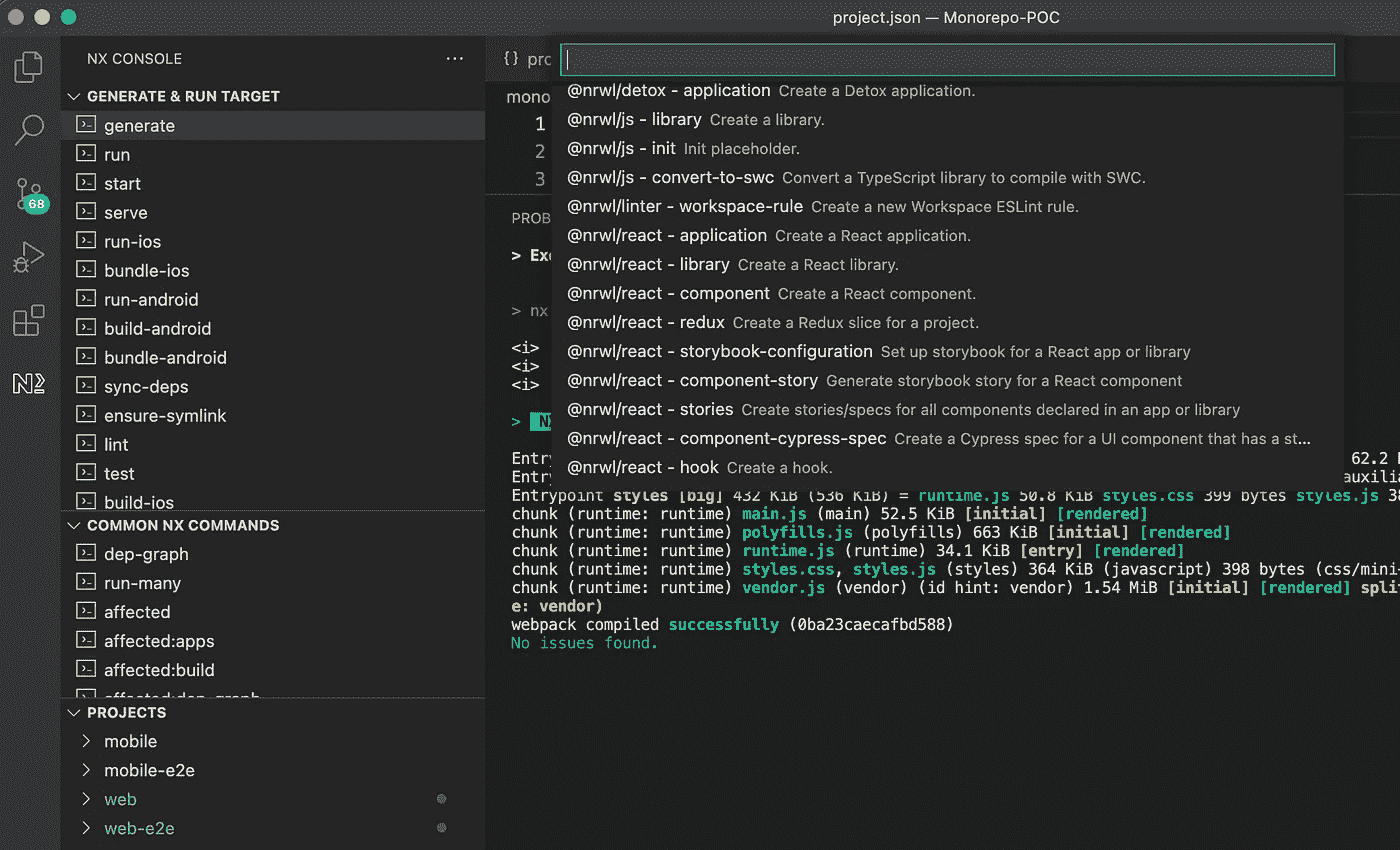 project.json — Monorepo-POC
NX CONSOLE
GENERATE & RUN TARGET
generate
run
start
serve
run-ios
bundle-ios
run-android
build-android
bundle-android
sync-deps
ensure-symlink
lint
test
build-ios
COMMON NX COMMANDS
dep-graph
run-many
affected
affected:apps
affected:build
affected:dep-graph
PROJECTS
mobile
mobile-e2e
web
web-e2e
68
{} pro
mono
1
2
3
@nrwl/detox - application Create a Detox application.
@nrwl/js - library Create a library.
@nrwl/js - init Init placeholder.
@nrwl/js - convert-to-swc Convert a TypeScript library to compile with SWC.
@nrwl/linter - workspace-rule Create a new Workspace ESLint rule.
@nrwl/react - application Create a React application.
@nrwl/react - library Create a React library.
@nrwl/react - component Create a React component.
@nrwl/react - redux Create a Redux slice for a project.
@nrwl/react - storybook-configuration Set up storybook for a React app or library
@nrwl/react - component-story Generate storybook story for a React component
@nrwl/react - stories Create stories/specs for all components declared in an app or library
@nrwl/react - component-cypress-spec Create a Cypress spec for a UI component that has a st...
@nrwl/react - hook Create a hook.
PROB
> Exe
> nx
<i>
<i>
<i>
> NX
Entry 62.2
Entry auxilia
Entrypoint styles [big] 432 KiB (536 KiB) = runtime.js 50.8 KiB styles.css 399 bytes styles.js 38
chunk (runtime: runtime) main.js (main) 52.5 KiB [initial] [rendered]
chunk (runtime: runtime) polyfills.js (polyfills) 663 KiB [initial] [rendered]
chunk (runtime: runtime) runtime.js (runtime) 34.1 KiB [entry] [rendered]
chunk (runtime: runtime) styles.css, styles.js (styles) 364 KiB (javascript) 398 bytes (css/mini-
chunk (runtime: runtime) vendor.js (vendor) (id hint: vendor) 1.54 MiB [initial] [rendered] spli
e: vendor)
webpack compiled successfully (0ba23caecafbd588)
No issues found.